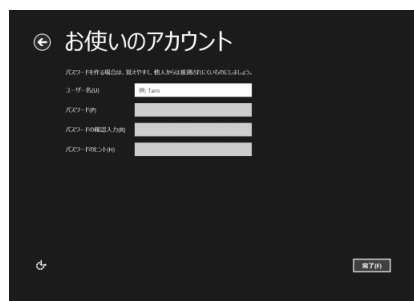 お使いのアカウント
パスワードを作る場合は、覚えやすく、他人からは推測されにくいものにしましょう。
ユーザー名(U)
例: Taro
パスワード(P)
パスワードの確認入力(R)
パスワードのヒント(H)
完了(F)